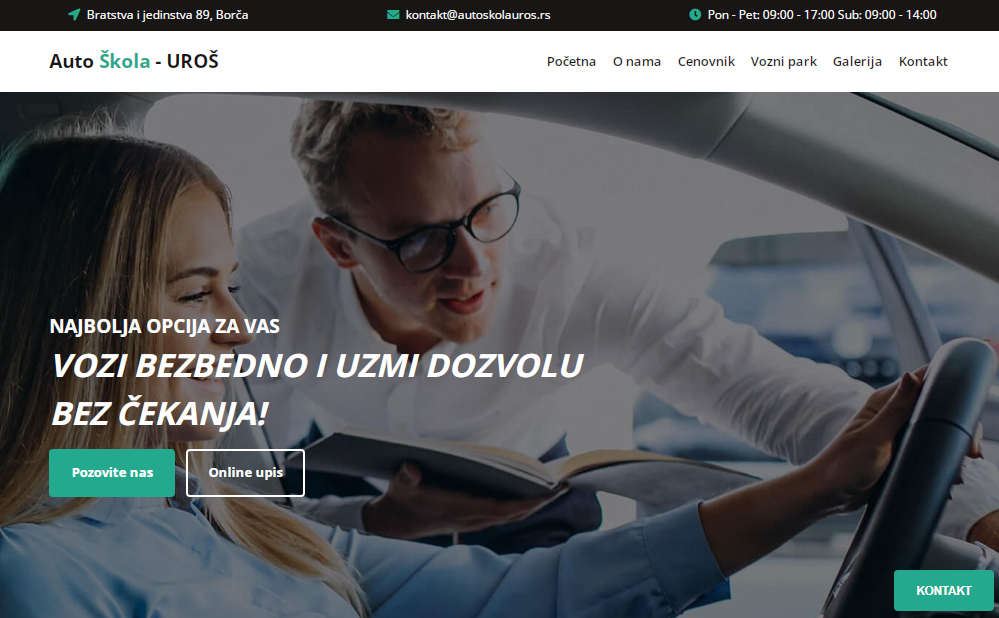 Bratstva i jedinstva 89, Borča
kontakt@autoskolauros.rs
Pon - Pet: 09:00 - 17:00 Sub: 09:00 - 14:00
Auto Škola - UROŠ
Početna O nama Cenovnik Vozni park Galerija Kontakt
NAJBOLJA OPCIJA ZA VAS
VOZI BEZBEDNO I UZMI DOZVOLU
BEZ ČEKANJA!
Pozovite nas
Online upis
KONTAKT